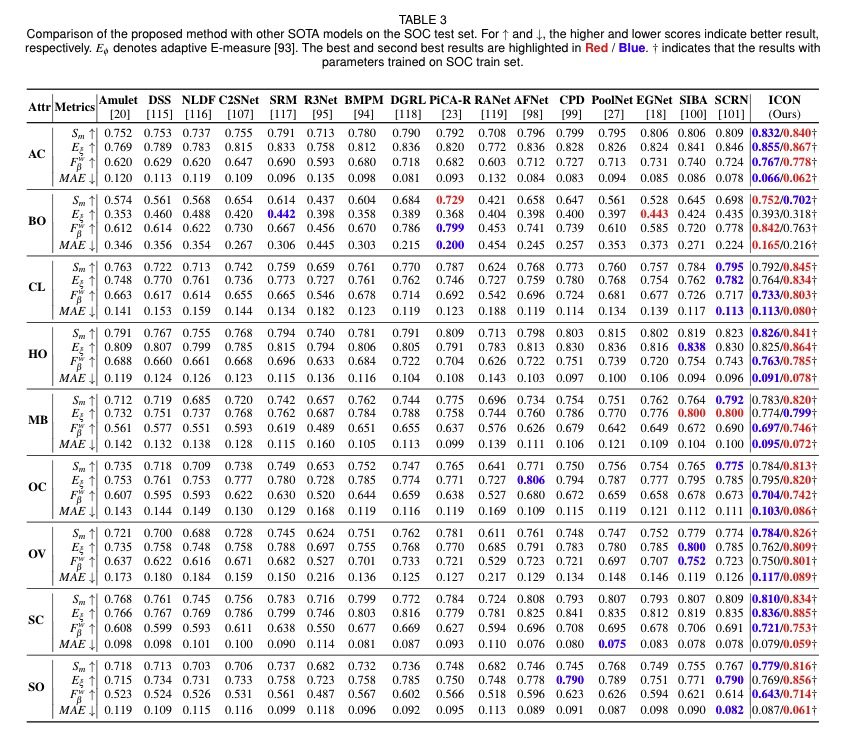 TABLE 3
Comparison of the proposed method with other SOTA models on the SOC test set. For ↑ and ↓, the higher and lower scores indicate better result,
respectively. E_ϕ denotes adaptive E-measure [93]. The best and second best results are highlighted in Red / Blue. † indicates that the results with
parameters trained on SOC train set.
Attr Metrics Amulet DSS NLDF C2SNet SRM R3Net BMPM DGRL PiCA-R RANet AFNet CPD PoolNet EGNet SIBA SCRN ICON
[20] [115] [116] [107] [117] [95] [94] [118] [23] [119] [98] [99] [27] [18] [100] [101] (Ours)
AC
S_m ↑ 0.752 0.753 0.737 0.755 0.791 0.713 0.780 0.790 0.792 0.708 0.796 0.799 0.795 0.806 0.806 0.809 0.832/0.840†
E_ξ ↑ 0.769 0.789 0.783 0.815 0.833 0.758 0.812 0.836 0.820 0.772 0.836 0.828 0.826 0.824 0.841 0.846 0.855/0.867†
F^w_β ↑ 0.620 0.629 0.620 0.647 0.690 0.593 0.680 0.718 0.682 0.603 0.712 0.727 0.713 0.731 0.740 0.724 0.767/0.778†
MAE ↓ 0.120 0.113 0.119 0.109 0.096 0.135 0.098 0.081 0.093 0.132 0.084 0.094 0.085 0.086 0.078 0.066/0.062†
BO
S_m ↑ 0.574 0.561 0.568 0.654 0.614 0.437 0.604 0.684 0.729 0.421 0.658 0.647 0.561 0.528 0.645 0.698 0.752/0.702†
E_ξ ↑ 0.353 0.460 0.488 0.420 0.442 0.398 0.358 0.389 0.368 0.404 0.398 0.400 0.397 0.443 0.424 0.435 0.393/0.318†
F^w_β ↑ 0.612 0.614 0.622 0.730 0.667 0.456 0.670 0.786 0.799 0.453 0.741 0.739 0.610 0.585 0.720 0.778 0.842/0.763†
MAE ↓ 0.346 0.356 0.354 0.267 0.306 0.445 0.303 0.215 0.200 0.454 0.245 0.257 0.353 0.373 0.271 0.224 0.165/0.216†
CL
S_m ↑ 0.763 0.722 0.713 0.742 0.759 0.659 0.761 0.770 0.787 0.624 0.768 0.773 0.760 0.757 0.784 0.795 0.792/0.845†
E_ξ ↑ 0.748 0.770 0.761 0.736 0.773 0.727 0.761 0.762 0.746 0.727 0.759 0.780 0.768 0.754 0.762 0.782 0.764/0.834†
F^w_β ↑ 0.663 0.617 0.614 0.655 0.665 0.546 0.678 0.714 0.692 0.542 0.696 0.724 0.681 0.677 0.726 0.717 0.733/0.803†
MAE ↓ 0.141 0.153 0.159 0.144 0.134 0.182 0.123 0.119 0.123 0.188 0.119 0.114 0.134 0.139 0.117 0.113 0.113/0.080†
HO
S_m ↑ 0.791 0.767 0.755 0.768 0.794 0.740 0.781 0.791 0.809 0.713 0.798 0.803 0.815 0.802 0.819 0.823 0.826/0.841†
E_ξ ↑ 0.809 0.807 0.799 0.785 0.815 0.794 0.806 0.805 0.791 0.783 0.813 0.830 0.836 0.816 0.838 0.830 0.825/0.864†
F^w_β ↑ 0.688 0.660 0.661 0.668 0.696 0.633 0.684 0.722 0.704 0.626 0.722 0.751 0.739 0.720 0.754 0.743 0.763/0.785†
MAE ↓ 0.119 0.124 0.126 0.123 0.115 0.136 0.116 0.104 0.108 0.143 0.103 0.097 0.100 0.106 0.094 0.096 0.091/0.078†
MB
S_m ↑ 0.712 0.719 0.685 0.720 0.742 0.657 0.762 0.744 0.775 0.696 0.734 0.754 0.751 0.762 0.764 0.792 0.783/0.820†
E_ξ ↑ 0.732 0.751 0.737 0.768 0.762 0.687 0.784 0.788 0.758 0.744 0.760 0.786 0.770 0.776 0.800 0.800 0.774/0.799†
F^w_β ↑ 0.561 0.577 0.551 0.593 0.619 0.489 0.651 0.655 0.637 0.576 0.626 0.679 0.642 0.649 0.672 0.690 0.697/0.746†
MAE ↓ 0.142 0.132 0.138 0.128 0.115 0.160 0.105 0.113 0.099 0.139 0.111 0.106 0.121 0.109 0.104 0.100 0.095/0.072†
OC
S_m ↑ 0.735 0.718 0.709 0.738 0.749 0.653 0.752 0.747 0.765 0.641 0.771 0.750 0.756 0.754 0.765 0.775 0.784/0.813†
E_ξ ↑ 0.753 0.761 0.753 0.777 0.780 0.728 0.785 0.774 0.771 0.727 0.806 0.794 0.787 0.777 0.795 0.785 0.795/0.820†
F^w_β ↑ 0.607 0.595 0.593 0.622 0.630 0.520 0.644 0.659 0.638 0.527 0.680 0.672 0.659 0.658 0.678 0.673 0.704/0.742†
MAE ↓ 0.143 0.144 0.149 0.130 0.129 0.168 0.119 0.116 0.119 0.169 0.109 0.115 0.119 0.121 0.112 0.111 0.103/0.086†
OV
S_m ↑ 0.721 0.700 0.688 0.728 0.745 0.624 0.751 0.762 0.781 0.611 0.761 0.748 0.747 0.752 0.779 0.774 0.784/0.826†
E_ξ ↑ 0.735 0.758 0.748 0.758 0.788 0.697 0.755 0.768 0.770 0.685 0.791 0.783 0.780 0.785 0.800 0.785 0.762/0.809†
F^w_β ↑ 0.637 0.622 0.616 0.671 0.682 0.527 0.701 0.733 0.721 0.529 0.723 0.721 0.697 0.707 0.752 0.723 0.750/0.801†
MAE ↓ 0.173 0.180 0.184 0.159 0.150 0.216 0.136 0.125 0.127 0.217 0.129 0.134 0.148 0.146 0.119 0.126 0.117/0.089†
SC
S_m ↑ 0.768 0.761 0.745 0.756 0.783 0.716 0.799 0.772 0.784 0.724 0.808 0.793 0.807 0.793 0.807 0.809 0.810/0.834†
E_ξ ↑ 0.766 0.767 0.769 0.786 0.799 0.746 0.803 0.816 0.779 0.781 0.825 0.841 0.835 0.812 0.819 0.835 0.836/0.885†
F^w_β ↑ 0.608 0.599 0.593 0.611 0.638 0.550 0.677 0.669 0.627 0.594 0.696 0.708 0.695 0.678 0.706 0.691 0.721/0.753†
MAE ↓ 0.098 0.098 0.101 0.100 0.090 0.114 0.081 0.087 0.093 0.110 0.076 0.080 0.075 0.083 0.078 0.078 0.079/0.059†
SO
S_m ↑ 0.718 0.713 0.703 0.706 0.737 0.682 0.732 0.736 0.748 0.682 0.746 0.745 0.768 0.749 0.755 0.767 0.779/0.816†
E_ξ ↑ 0.715 0.734 0.731 0.733 0.758 0.723 0.758 0.785 0.750 0.748 0.778 0.790 0.789 0.751 0.771 0.790 0.769/0.856†
F^w_β ↑ 0.523 0.524 0.526 0.531 0.561 0.487 0.567 0.602 0.566 0.518 0.596 0.623 0.626 0.594 0.621 0.614 0.643/0.714†
MAE ↓ 0.119 0.109 0.115 0.116 0.099 0.118 0.096 0.092 0.095 0.113 0.089 0.091 0.087 0.098 0.090 0.082 0.087/0.061†